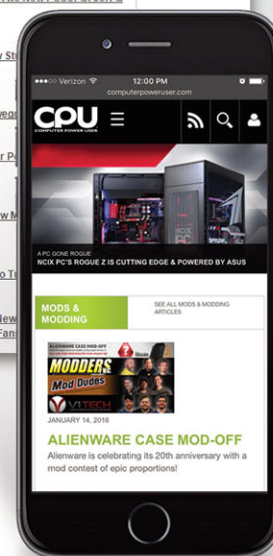 Verizon 12:00 PM
computerpoweruser.com
CPU
COMPUTER POWER USER
A PC GONE ROGUE
NCIX PC'S ROGUE Z IS CUTTING EDGE & POWERED BY ASUS
MODS &
MODDING
SEE ALL MODS & MODDING
ARTICLES
ALIENWARE CASE MOD-OFF
MODDERS
Mod Dudes
V1TECH
JANUARY 14, 2016
ALIENWARE CASE MOD-OFF
Alienware is celebrating its 20th anniversary with a
mod contest of epic proportions!